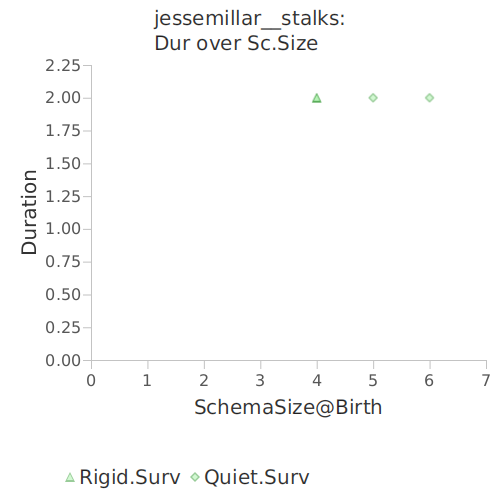 jessemillar__stalks:
Dur over Sc.Size
2.25
2.00
1.75
1.50
1.25
1.00
0.75
0.50
0.25
0.00
Duration
0 1 2 3 4 5 6 7
SchemaSize@Birth
Rigid.Surv Quiet.Surv